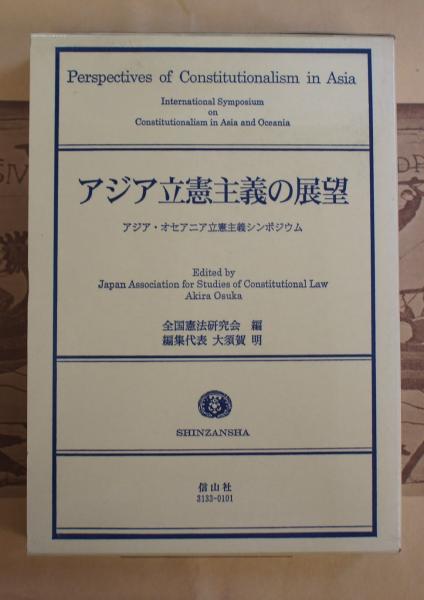 Perspectives of Constitutionalism in Asia
International Symposium
on
Constitutionalism in Asia and Oceania
アジア立憲主義の展望
アジア・オセアニア立憲主義シンポジウム
Edited by
Japan Association for Studies of Constitutional Law
Akira Osuka
全国憲法研究会 編
編集代表 大須賀 明
SHINZANSHA
信山社
3133-0101